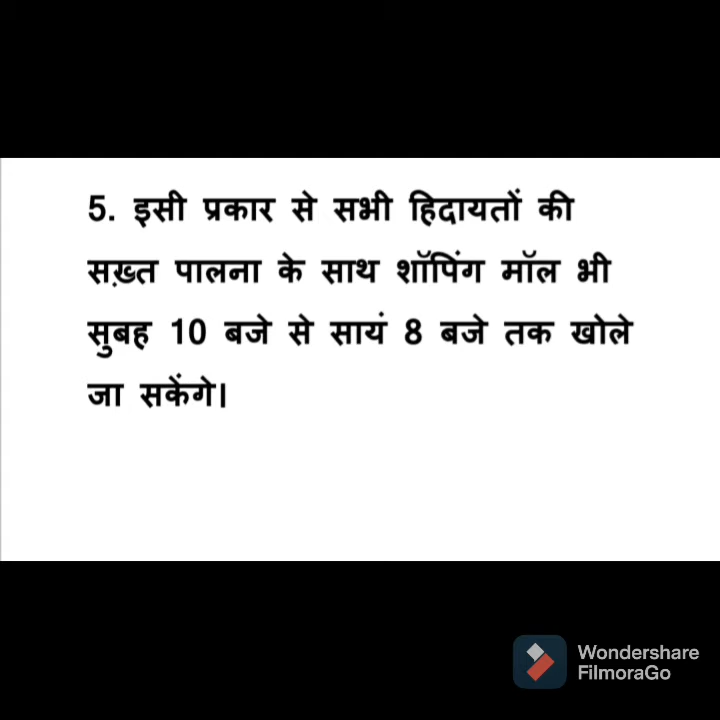 5. इसी प्रकार से सभी हिदायतों की
सख़्त पालना के साथ शॉपिंग मॉल भी
सुबह 10 बजे से सायं 8 बजे तक खोले
जा सकेंगे।
Wondershare
FilmoraGo